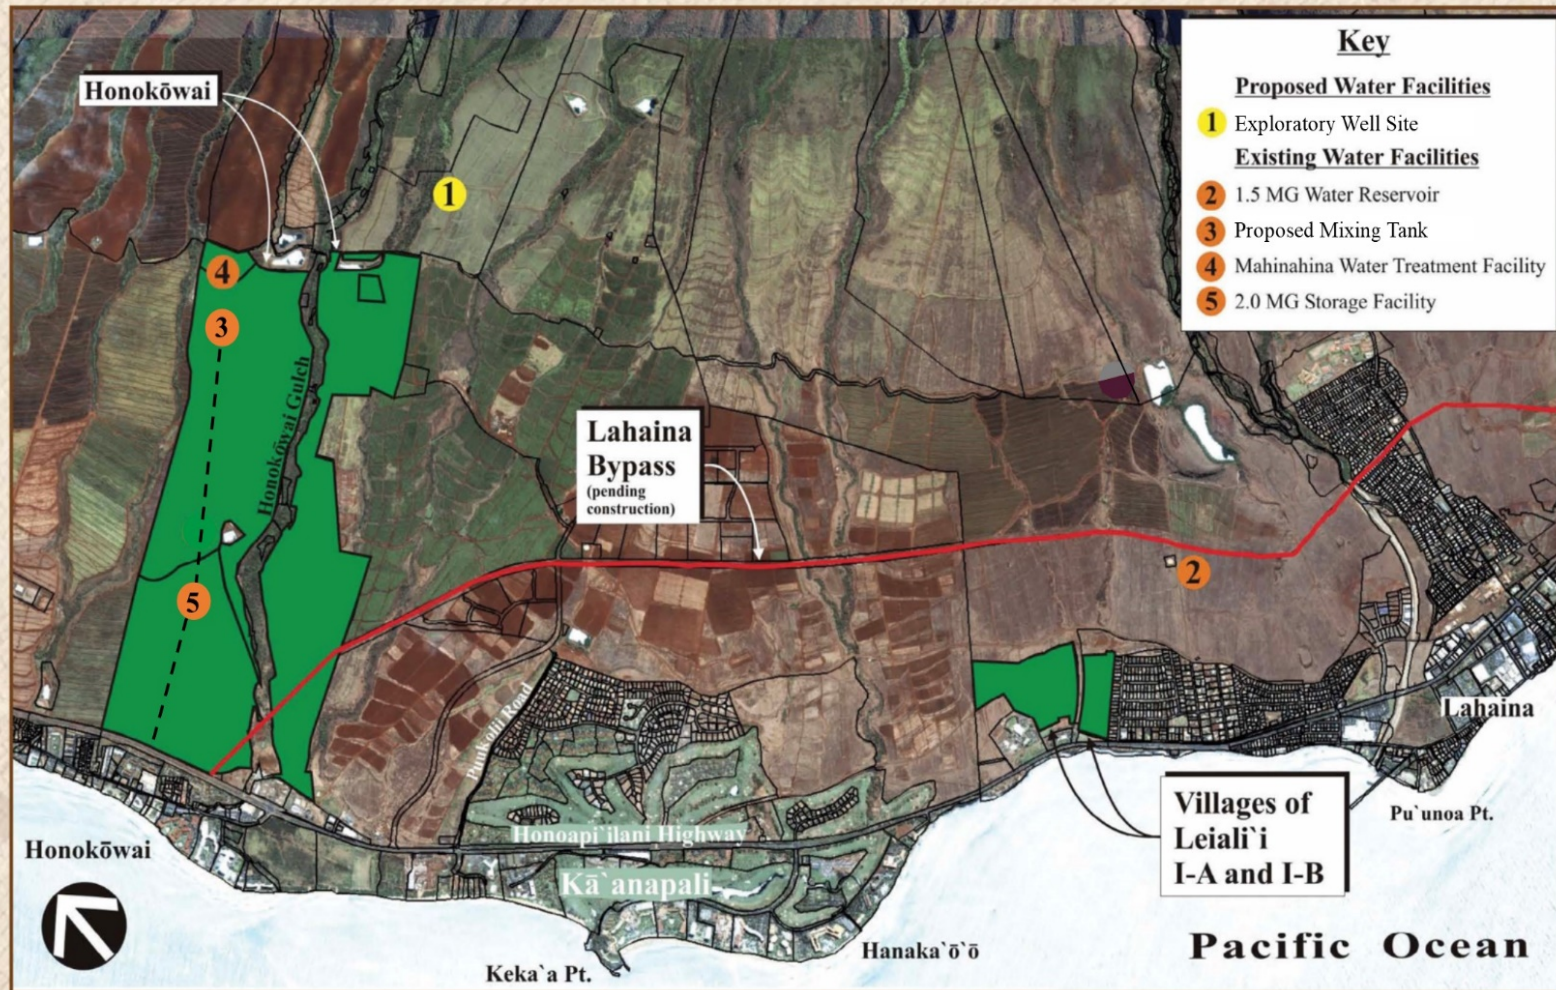 Key
Proposed Water Facilities
1 Exploratory Well Site
Existing Water Facilities
2 1.5 MG Water Reservoir
3 Proposed Mixing Tank
4 Mahinahina Water Treatment Facility
5 2.0 MG Storage Facility
Honokōwai
1
4
3
Honokōwai Gulch
Lahaina
Bypass
(pending
construction)
5
2
Puukolii Road
Lahaina
Villages of
Leiali`i
I-A and I-B
Pu`unoa Pt.
Honoapi`ilani Highway
Honokōwai
Kā`anapali
Hanaka`ō`ō
Keka`a Pt.
Pacific Ocean